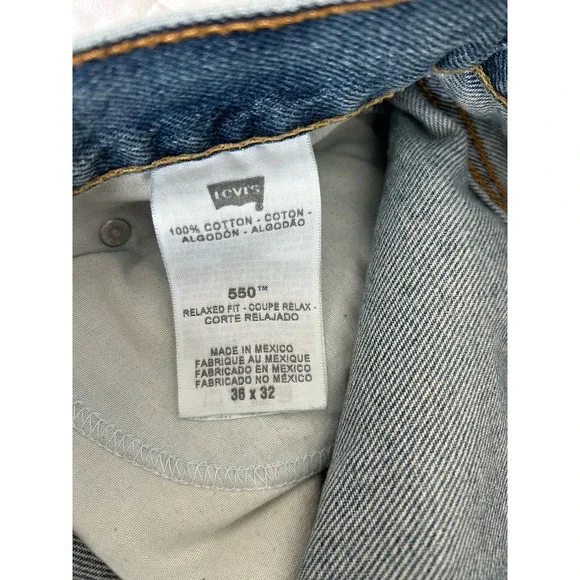 LEVI'S
®
100% COTTON - COTON -
ALGODÓN - ALGODÃO
550™
RELAXED FIT - COUPE RELAX -
CORTE RELAJADO
MADE IN MEXICO
FABRIQUE AU MEXIQUE
FABRICADO EN MEXICO
FABRICADO NO MÉXICO
36 x 32